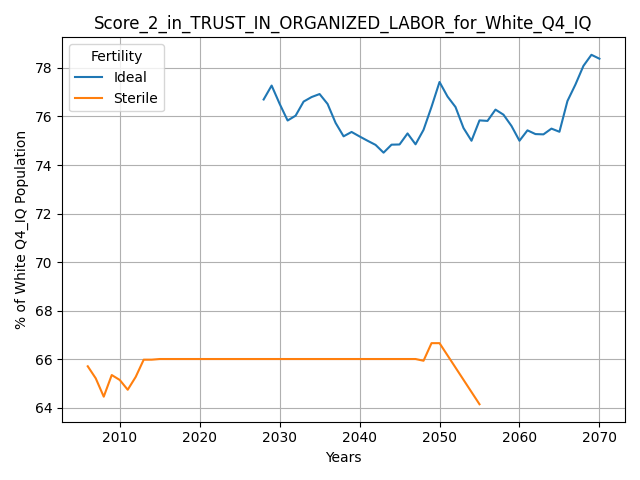 Score_2_in_TRUST_IN_ORGANIZED_LABOR_for_White_Q4_IQ
Fertility
Ideal
Sterile
% of White Q4_IQ Population
78
76
74
72
70
68
66
64
2010 2020 2030 2040 2050 2060 2070
Years